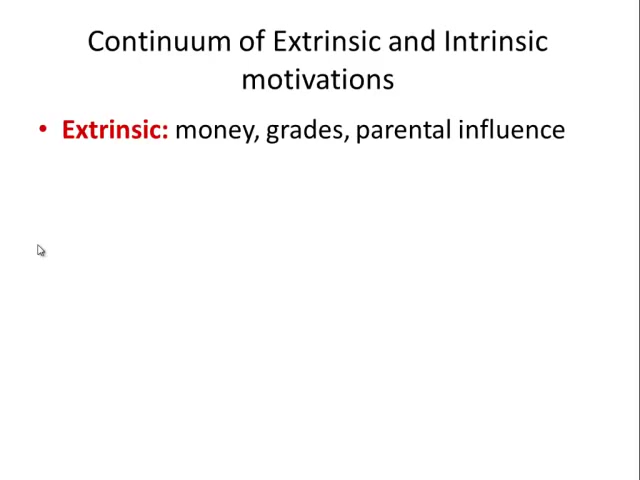 Continuum of Extrinsic and Intrinsic
motivations
• Extrinsic: money, grades, parental influence